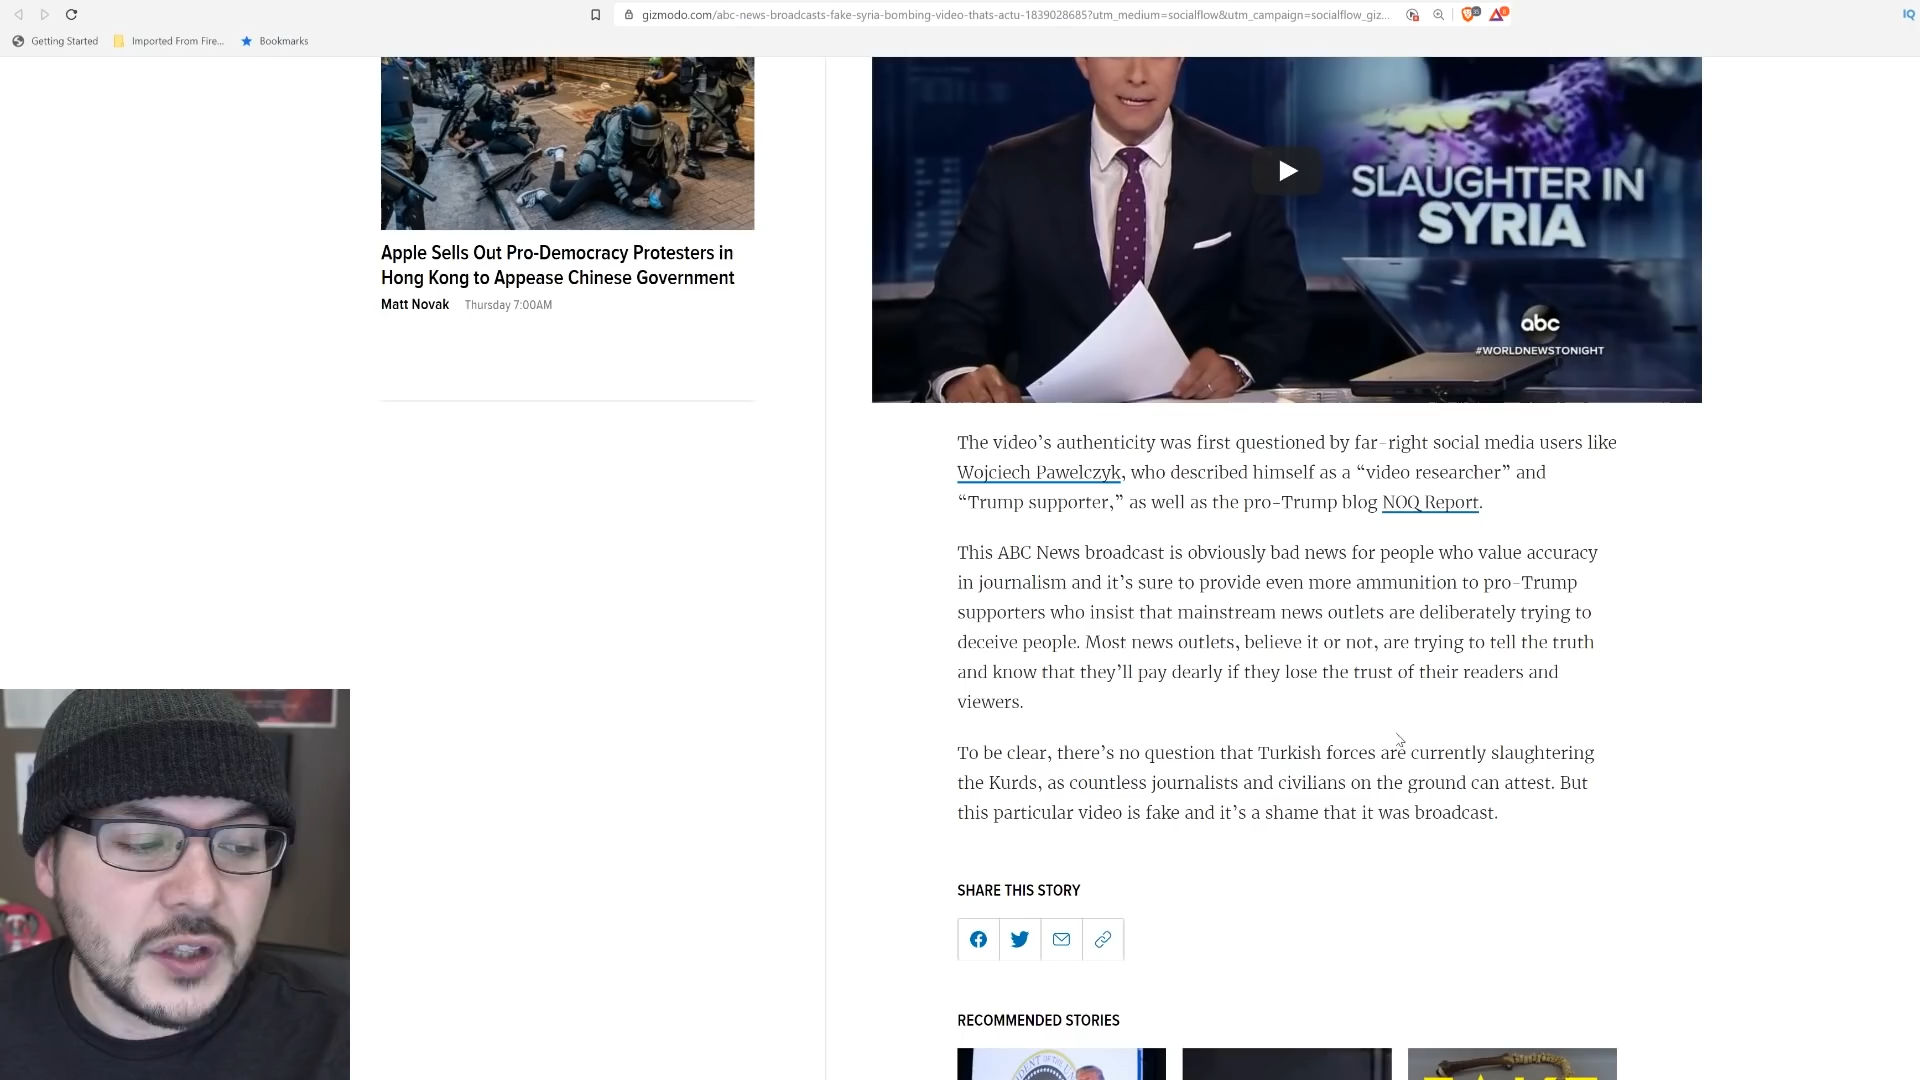 gizmodo.com/abc-news-broadcasts-fake-syria-bombing-video-thats-actu-1839028685?utm_medium=socialflow&utm_campaign=socialflow_giz...
IQ
Getting Started
Imported From Fire...
Bookmarks
Apple Sells Out Pro-Democracy Protesters in
Hong Kong to Appease Chinese Government
Matt Novak Thursday 7:00AM
SLAUGHTER IN
SYRIA
abc
#WORLDNEWSTONIGHT
The video’s authenticity was first questioned by far-right social media users like
Wojciech Pawelczyk, who described himself as a “video researcher” and
“Trump supporter,” as well as the pro-Trump blog NOQ Report.
This ABC News broadcast is obviously bad news for people who value accuracy
in journalism and it’s sure to provide even more ammunition to pro-Trump
supporters who insist that mainstream news outlets are deliberately trying to
deceive people. Most news outlets, believe it or not, are trying to tell the truth
and know that they’ll pay dearly if they lose the trust of their readers and
viewers.
To be clear, there’s no question that Turkish forces are currently slaughtering
the Kurds, as countless journalists and civilians on the ground can attest. But
this particular video is fake and it’s a shame that it was broadcast.
SHARE THIS STORY
RECOMMENDED STORIES